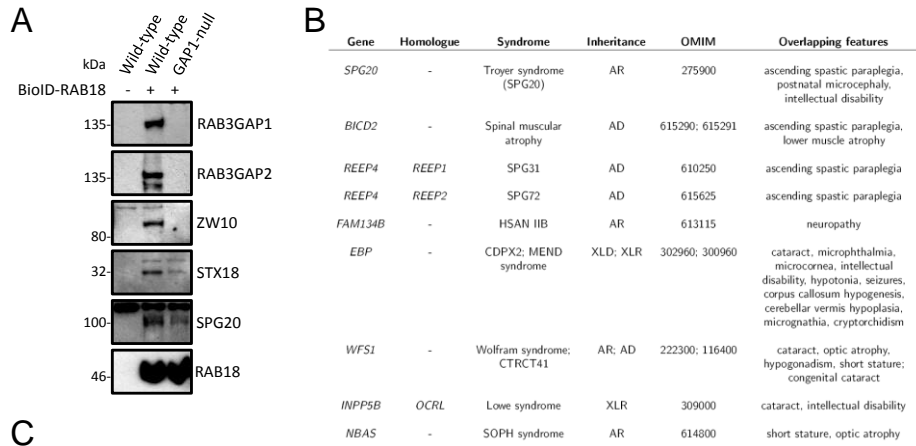 A
Wild-type
Wild-type
GAP1-null
kDa
BioID-RAB18 - + +
135- RAB3GAP1
135- RAB3GAP2
80- ZW10
32- STX18
100- SPG20
46- RAB18
B
Gene Homologue Syndrome Inheritance OMIM Overlapping features
SPG20 - Troyer syndrome (SPG20) AR 275900 ascending spastic paraplegia, postnatal microcephaly, intellectual disability
BICD2 - Spinal muscular atrophy AD 615290; 615291 ascending spastic paraplegia, lower muscle atrophy
REEP4 REEP1 SPG31 AD 610250 ascending spastic paraplegia
REEP4 REEP2 SPG72 AD 615625 ascending spastic paraplegia
FAM134B - HSAN IIB AR 613115 neuropathy
EBP - CDPX2; MEND syndrome XLD; XLR 302960; 300960 cataract, microphthalmia, microcornea, intellectual disability, hypotonia, seizures, corpus callosum hypogenesis, cerebellar vermis hypoplasia, micrognathia, cryptorchidism
WFS1 - Wolfram syndrome; CTRCT41 AR; AD 222300; 116400 cataract, optic atrophy, hypogonadism, short stature; congenital cataract
INPP5B OCRL Lowe syndrome XLR 309000 cataract, intellectual disability
NBAS - SOPH syndrome AR 614800 short stature, optic atrophy
C